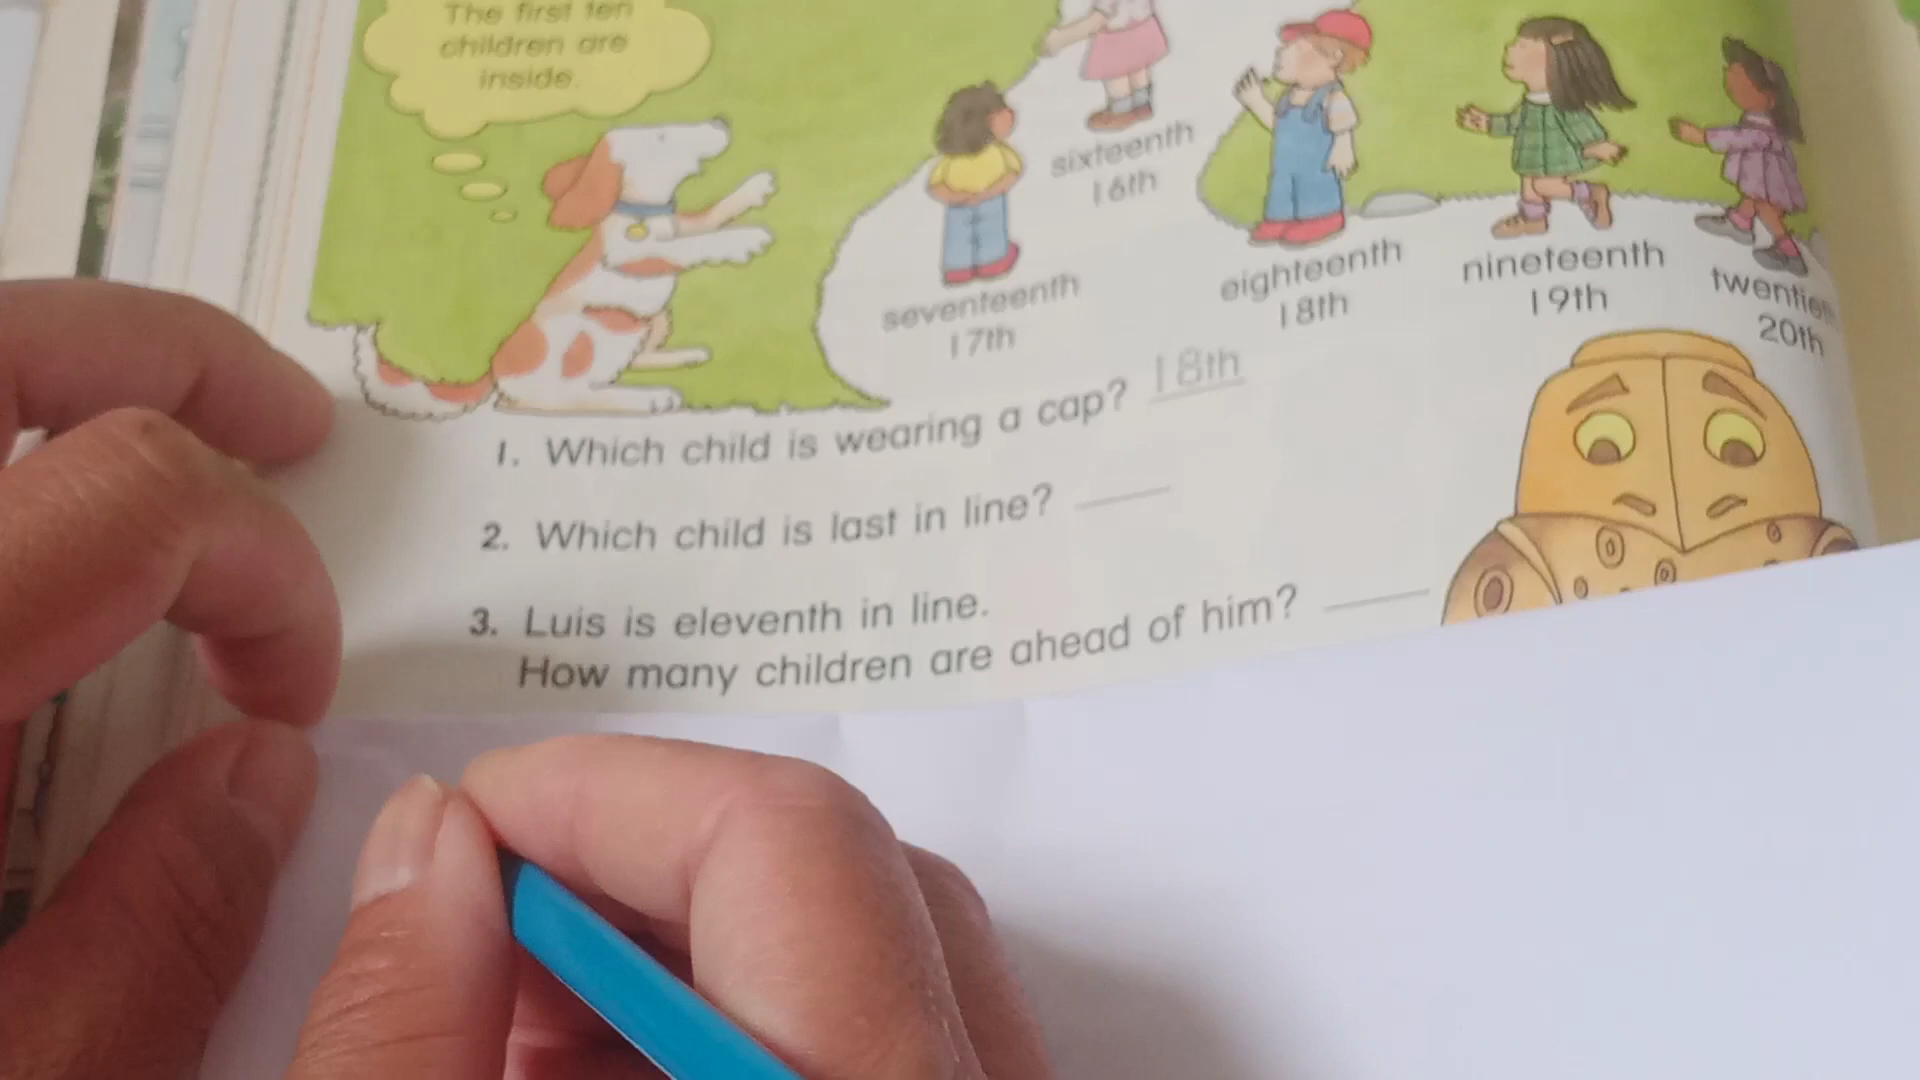 The first ten
children are
inside.
sixteenth
16th
seventeenth
17th
eighteenth
18th
nineteenth
19th
20th
1. Which child is wearing a cap? 18th
2. Which child is last in line?
3. Luis is eleventh in line.
How many children are ahead of him?